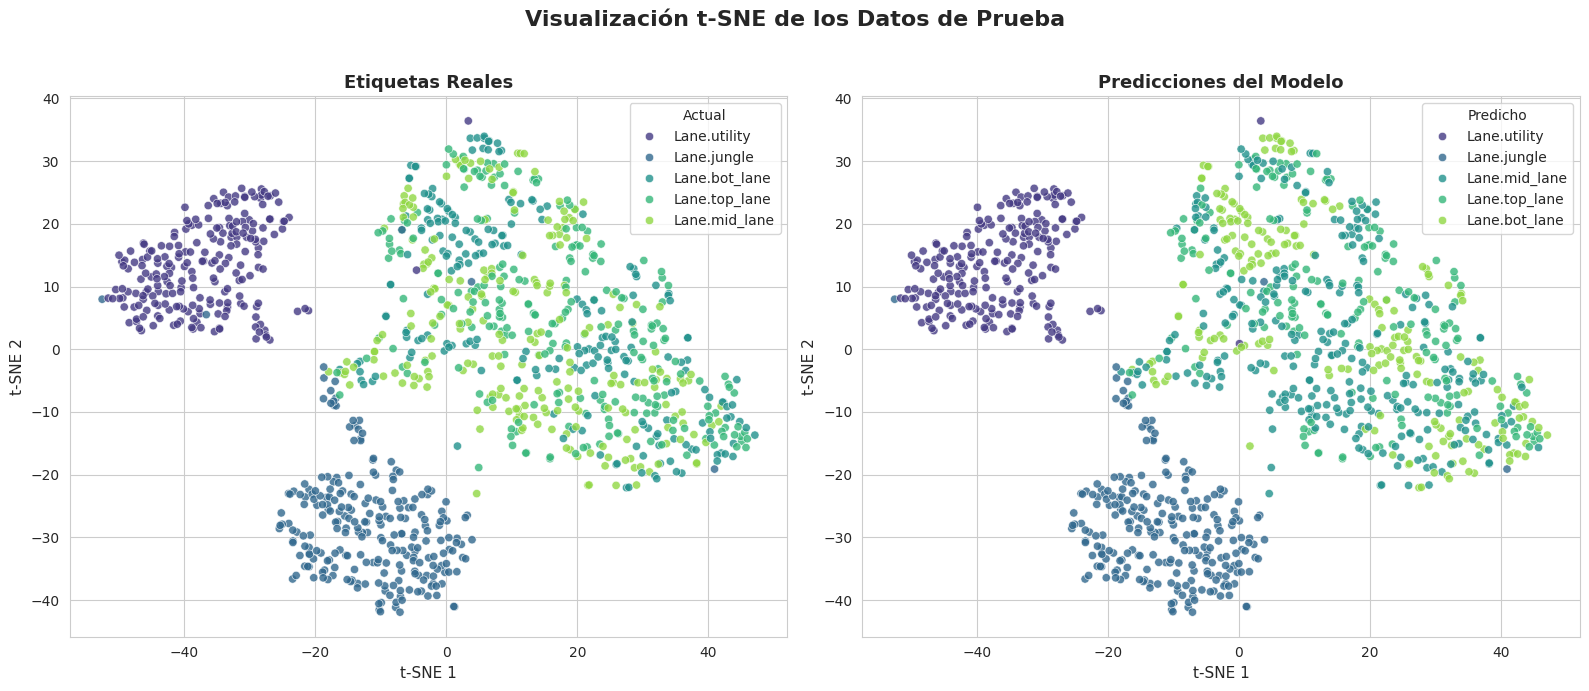 Visualización t-SNE de los Datos de Prueba
Etiquetas Reales
40
30
20
10
0
−10
−20
−30
−40
t-SNE 2
−40
−20
0
20
40
t-SNE 1
Actual
Lane.utility
Lane.jungle
Lane.bot_lane
Lane.top_lane
Lane.mid_lane
Predicciones del Modelo
40
30
20
10
0
−10
−20
−30
−40
t-SNE 2
−40
−20
0
20
40
t-SNE 1
Predicho
Lane.utility
Lane.jungle
Lane.mid_lane
Lane.top_lane
Lane.bot_lane